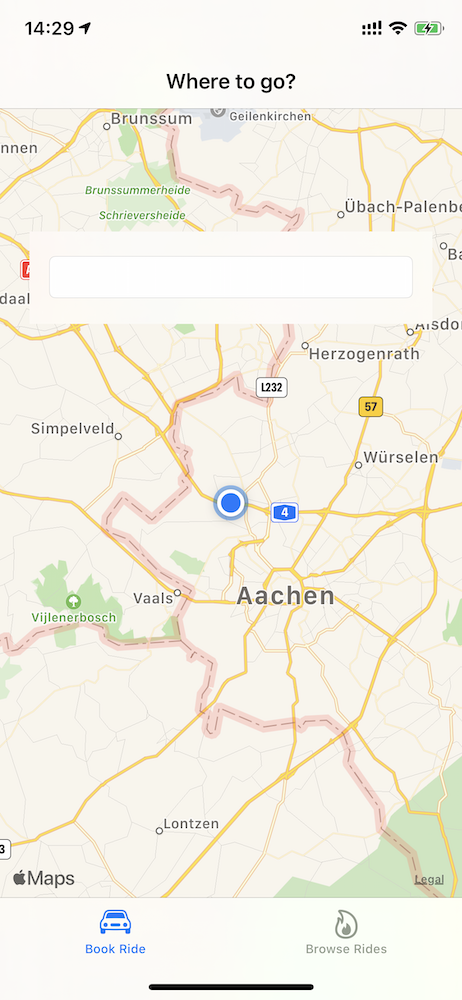 14:29
Where to go?
Brunssum
Geilenkirchen
nnen
Brunssummerheide
Schrieversheide
Übach-Palenbe
Ba
A
daal
Alsdor
Herzogenrath
L232
57
Simpelveld
Würselen
4
Vaals
Aachen
Vijlenerbosch
Lontzen
3
Maps
Legal
Book Ride
Browse Rides